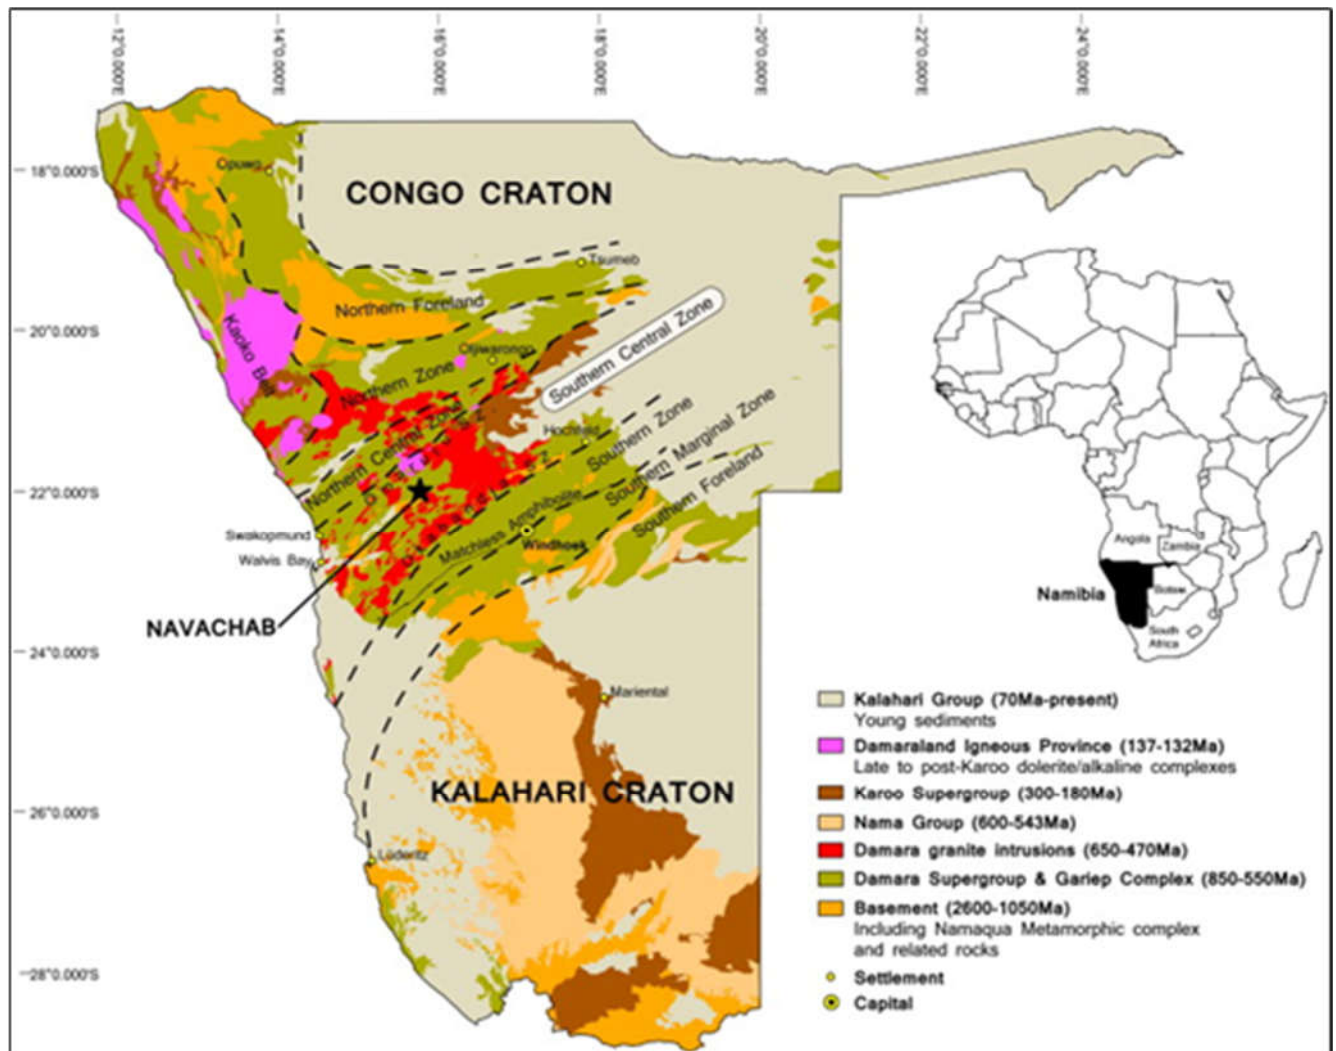 12°0.000'E
14°0.000'E
16°0.000'E
18°0.000'E
20°0.000'E
22°0.000'E
24°0.000'E
18°0.000'S
20°0.000'S
22°0.000'S
24°0.000'S
26°0.000'S
28°0.000'S
Opuwo
CONGO CRATON
Tsumeb
Northern Foreland
Kaoko Belt
Otjiwarongo
Northern Zone
Southern Central Zone
Northern Central Zone
SZ
Hochfeld
Southern Zone
Southern Marginal Zone
Southern Foreland
SZ
Matchless Amphibolite
Swakopmund
Windhoek
Walvis Bay
NAVACHAB
Mariental
KALAHARI CRATON
Lüderitz
Angola
Zambia
Namibia
Botsw.
South
Africa
Kalahari Group (70Ma-present)
Young sediments
Damaraland Igneous Province (137-132Ma)
Late to post-Karoo dolerite/alkaline complexes
Karoo Supergroup (300-180Ma)
Nama Group (600-543Ma)
Damara granite intrusions (650-470Ma)
Damara Supergroup & Gariep Complex (850-550Ma)
Basement (2600-1050Ma)
Including Namaqua Metamorphic complex
and related rocks
Settlement
Capital